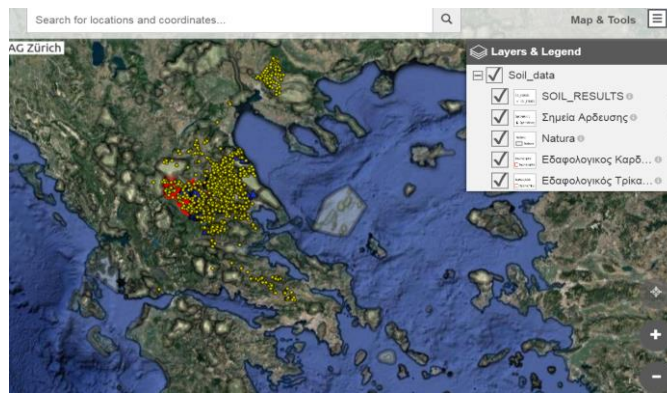 Search for locations and coordinates...
Map & Tools
AG Zürich
Layers & Legend
Soil_data
SOIL_RESULTS
Σημεία Αρδευσης
Natura
Εδαφολογικος Καρδ...
Εδαφολογικός Τρίκα...